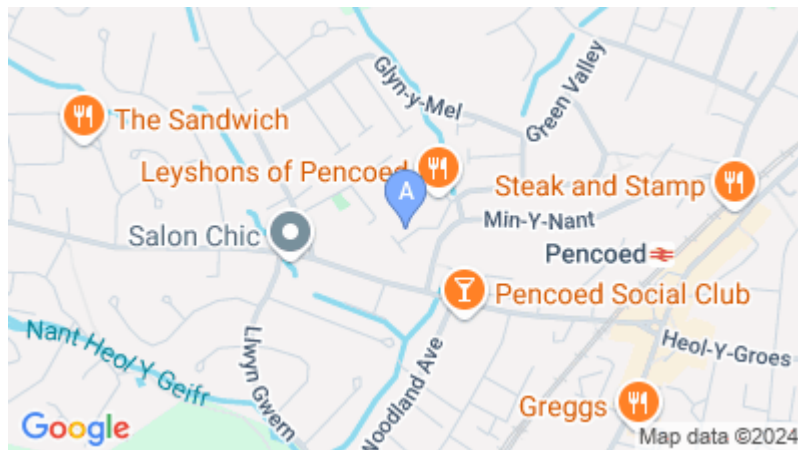 Glyn-y-Mel
Green Valley
The Sandwich
Leyshons of Pencoed
A
Steak and Stamp
Min-Y-Nant
Salon Chic
Pencoed
Pencoed Social Club
Nant Heol Y Geifr
Llwyn Gwern
Woodland Ave
Heol-Y-Groes
Greggs
Google
Map data ©2024